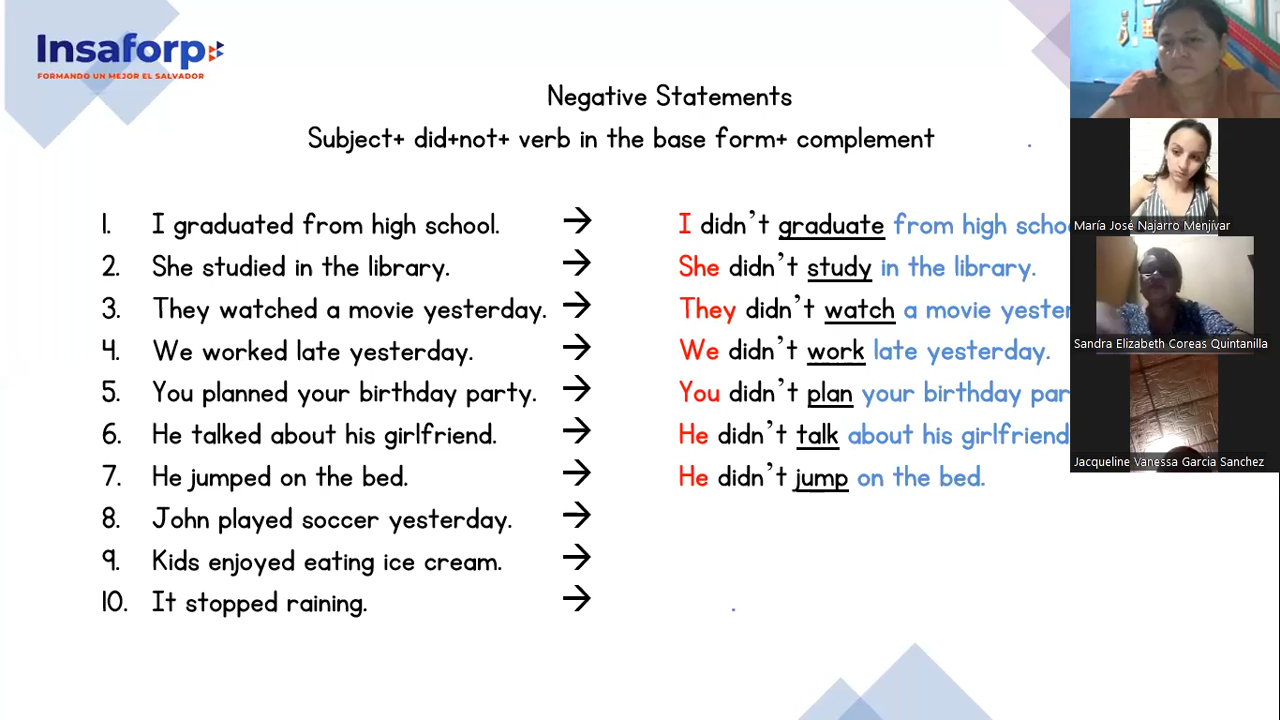 Insaforp
FORMANDO UN MEJOR EL SALVADOR
Negative Statements
Subject+ did+not+ verb in the base form+ complement
1. I graduated from high school. → I didn't graduate from high schoo
2. She studied in the library. → She didn't study in the library.
3. They watched a movie yesterday. → They didn't watch a movie yester
4. We worked late yesterday. → We didn't work late yesterday.
5. You planned your birthday party. → You didn't plan your birthday par
6. He talked about his girlfriend. → He didn't talk about his girlfriend
7. He jumped on the bed. → He didn't jump on the bed.
8. John played soccer yesterday. →
9. Kids enjoyed eating ice cream. →
10. It stopped raining. → .
María José Najarro Menjívar
Sandra Elizabeth Coreas Quintanilla
Jacqueline Vanessa Garcia Sanchez